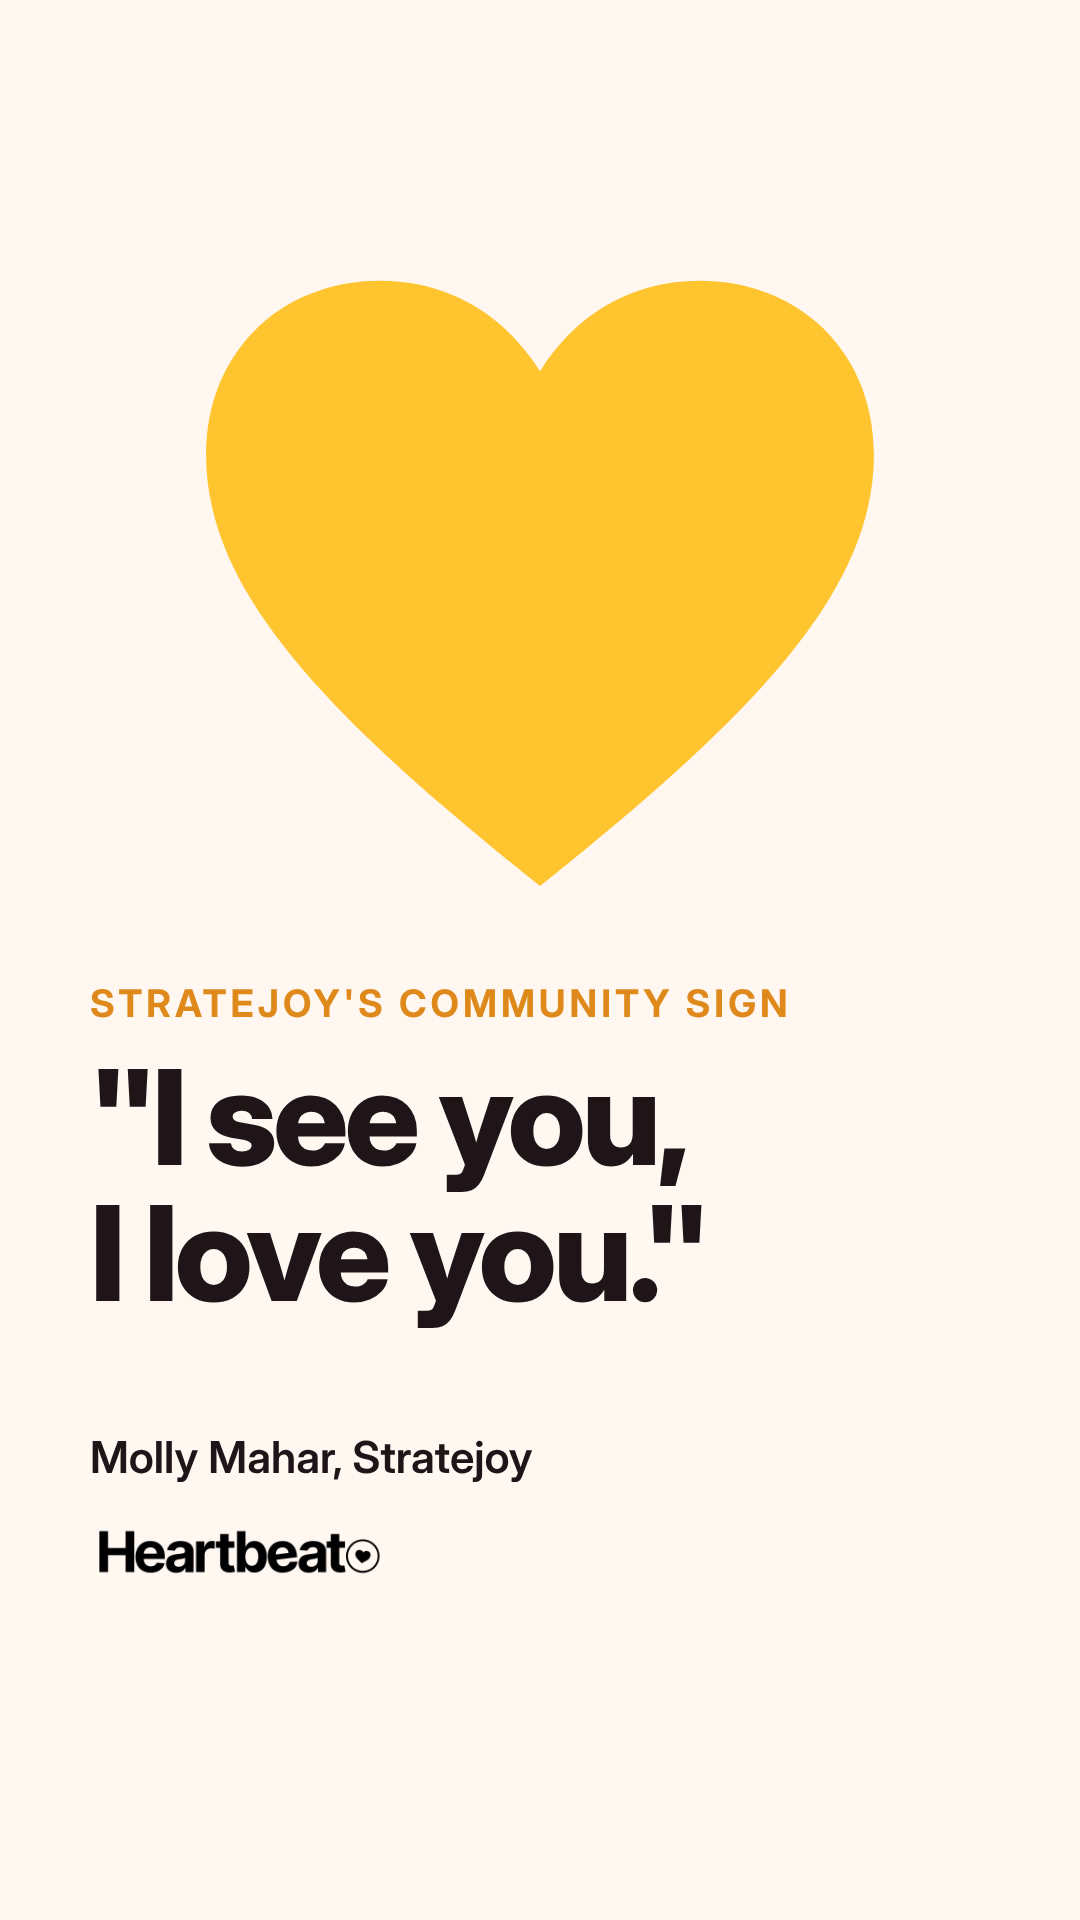 STRATEJOY'S COMMUNITY SIGN
"I see you,
I love you."
Molly Mahar, Stratejoy
Heartbeat